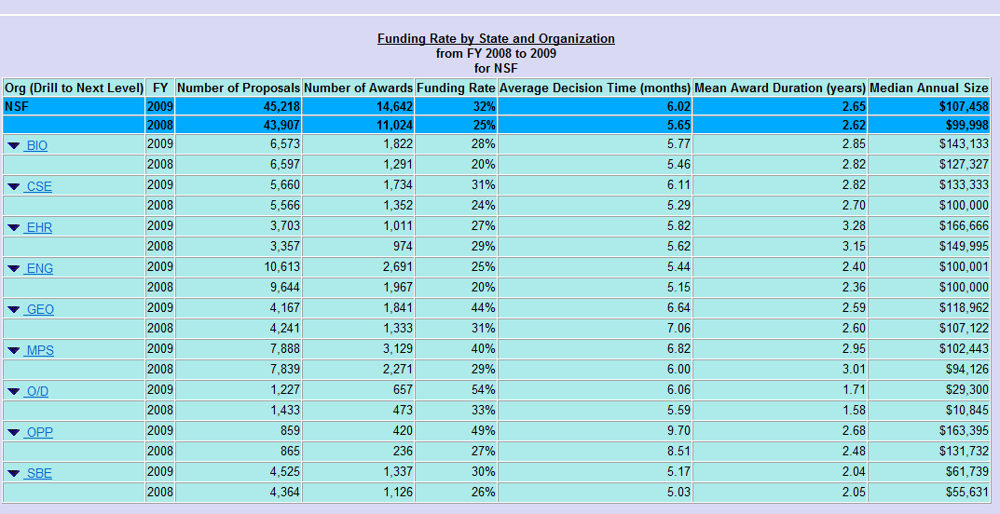 Funding Rate by State and Organization
from FY 2008 to 2009
for NSF
Org (Drill to Next Level) FY Number of Proposals Number of Awards Funding Rate Average Decision Time (months) Mean Award Duration (years) Median Annual Size
NSF 2009 45,218 14,642 32% 6.02 2.65 $107,458
2008 43,907 11,024 25% 5.65 2.62 $99,998
BIO 2009 6,573 1,822 28% 5.77 2.85 $143,133
2008 6,597 1,291 20% 5.46 2.82 $127,327
CSE 2009 5,660 1,734 31% 6.11 2.82 $133,333
2008 5,566 1,352 24% 5.29 2.70 $100,000
EHR 2009 3,703 1,011 27% 5.82 3.28 $166,666
2008 3,357 974 29% 5.62 3.15 $149,995
ENG 2009 10,613 2,691 25% 5.44 2.40 $100,001
2008 9,644 1,967 20% 5.15 2.36 $100,000
GEO 2009 4,167 1,841 44% 6.64 2.59 $118,962
2008 4,241 1,333 31% 7.06 2.60 $107,122
MPS 2009 7,888 3,129 40% 6.82 2.95 $102,443
2008 7,839 2,271 29% 6.00 3.01 $94,126
O/D 2009 1,227 657 54% 6.06 1.71 $29,300
2008 1,433 473 33% 5.59 1.58 $10,845
OPP 2009 859 420 49% 9.70 2.68 $163,395
2008 865 236 27% 8.51 2.48 $131,732
SBE 2009 4,525 1,337 30% 5.17 2.04 $61,739
2008 4,364 1,126 26% 5.03 2.05 $55,631